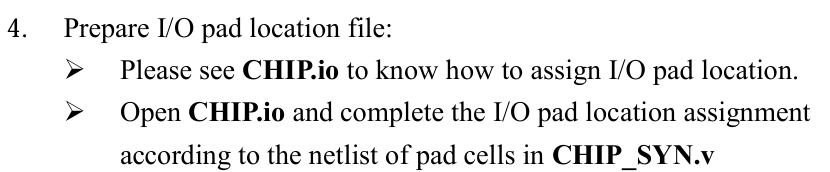 4. Prepare I/O pad location file:
➢ Please see CHIP.io to know how to assign I/O pad location.
➢ Open CHIP.io and complete the I/O pad location assignment
according to the netlist of pad cells in CHIP_SYN.v